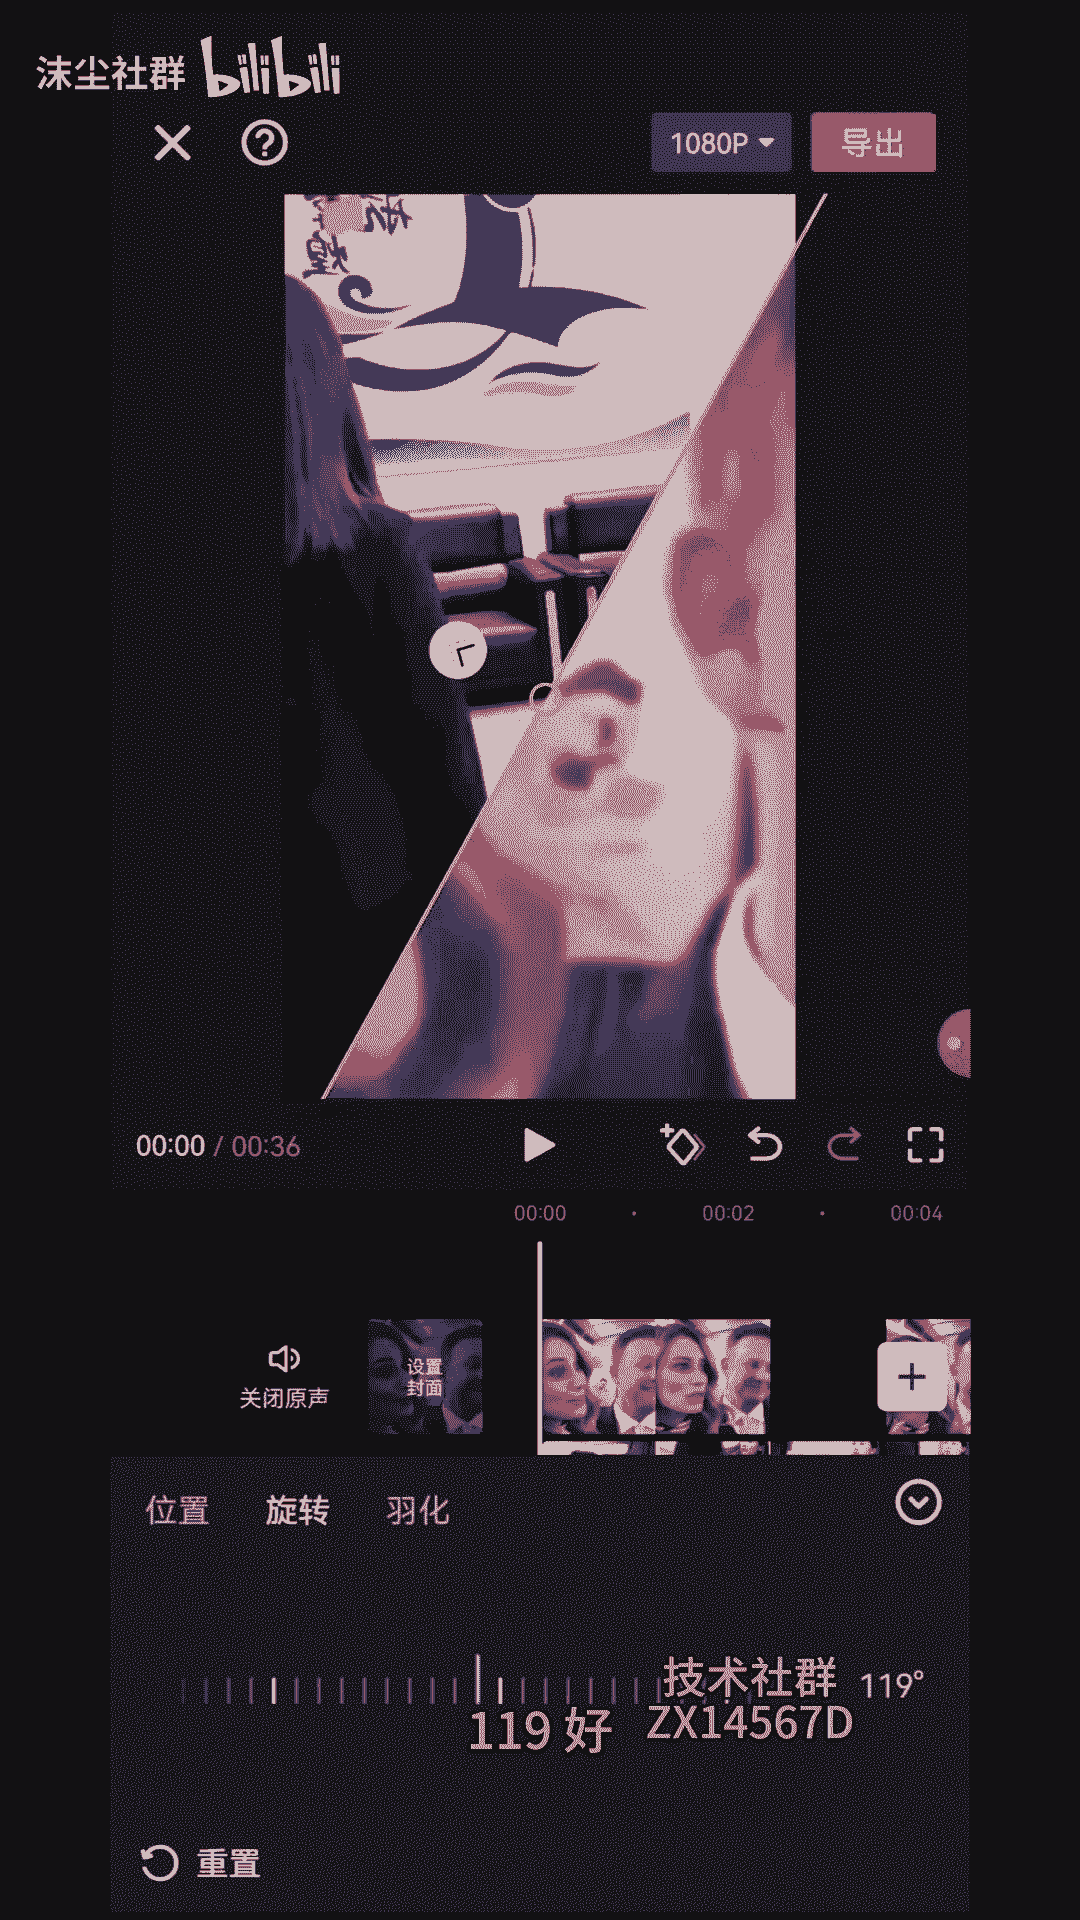 沫尘社群 bilibili
1080P 导出
00:00 / 00:36
00:00 00:02 00:04
关闭原声
设置
封面
位置 旋转 羽化
技术社群
119°
119 好
ZX14567D
重置